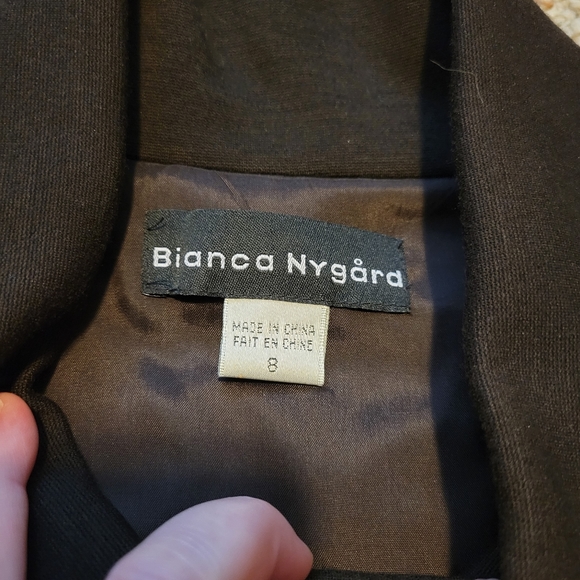 Bianca Nygård
MADE IN CHINA
FAIT EN CHINE
8